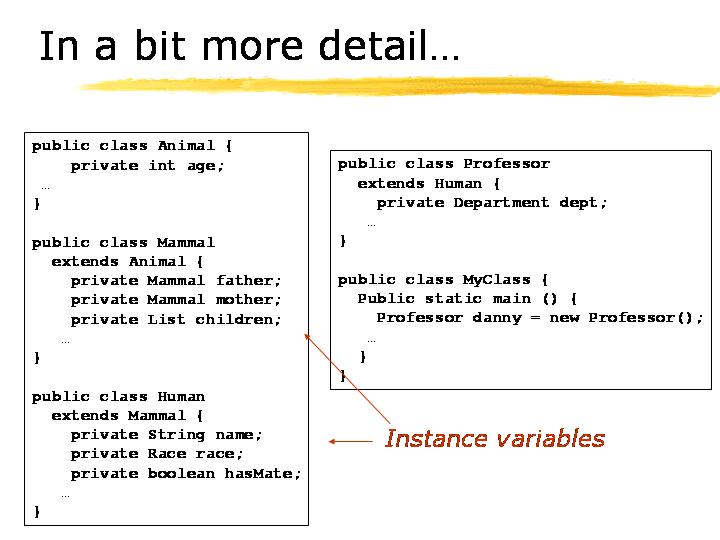 In a bit more detail…
public class Animal {
private int age;
…
}
public class Mammal
extends Animal {
private Mammal father;
private Mammal mother;
private List children;
…
}
public class Human
extends Mammal {
private String name;
private Race race;
private boolean hasMate;
…
}
public class Professor
extends Human {
private Department dept;
…
}
public class MyClass {
Public static main () {
Professor danny = new Professor();
…
}
}
Instance variables